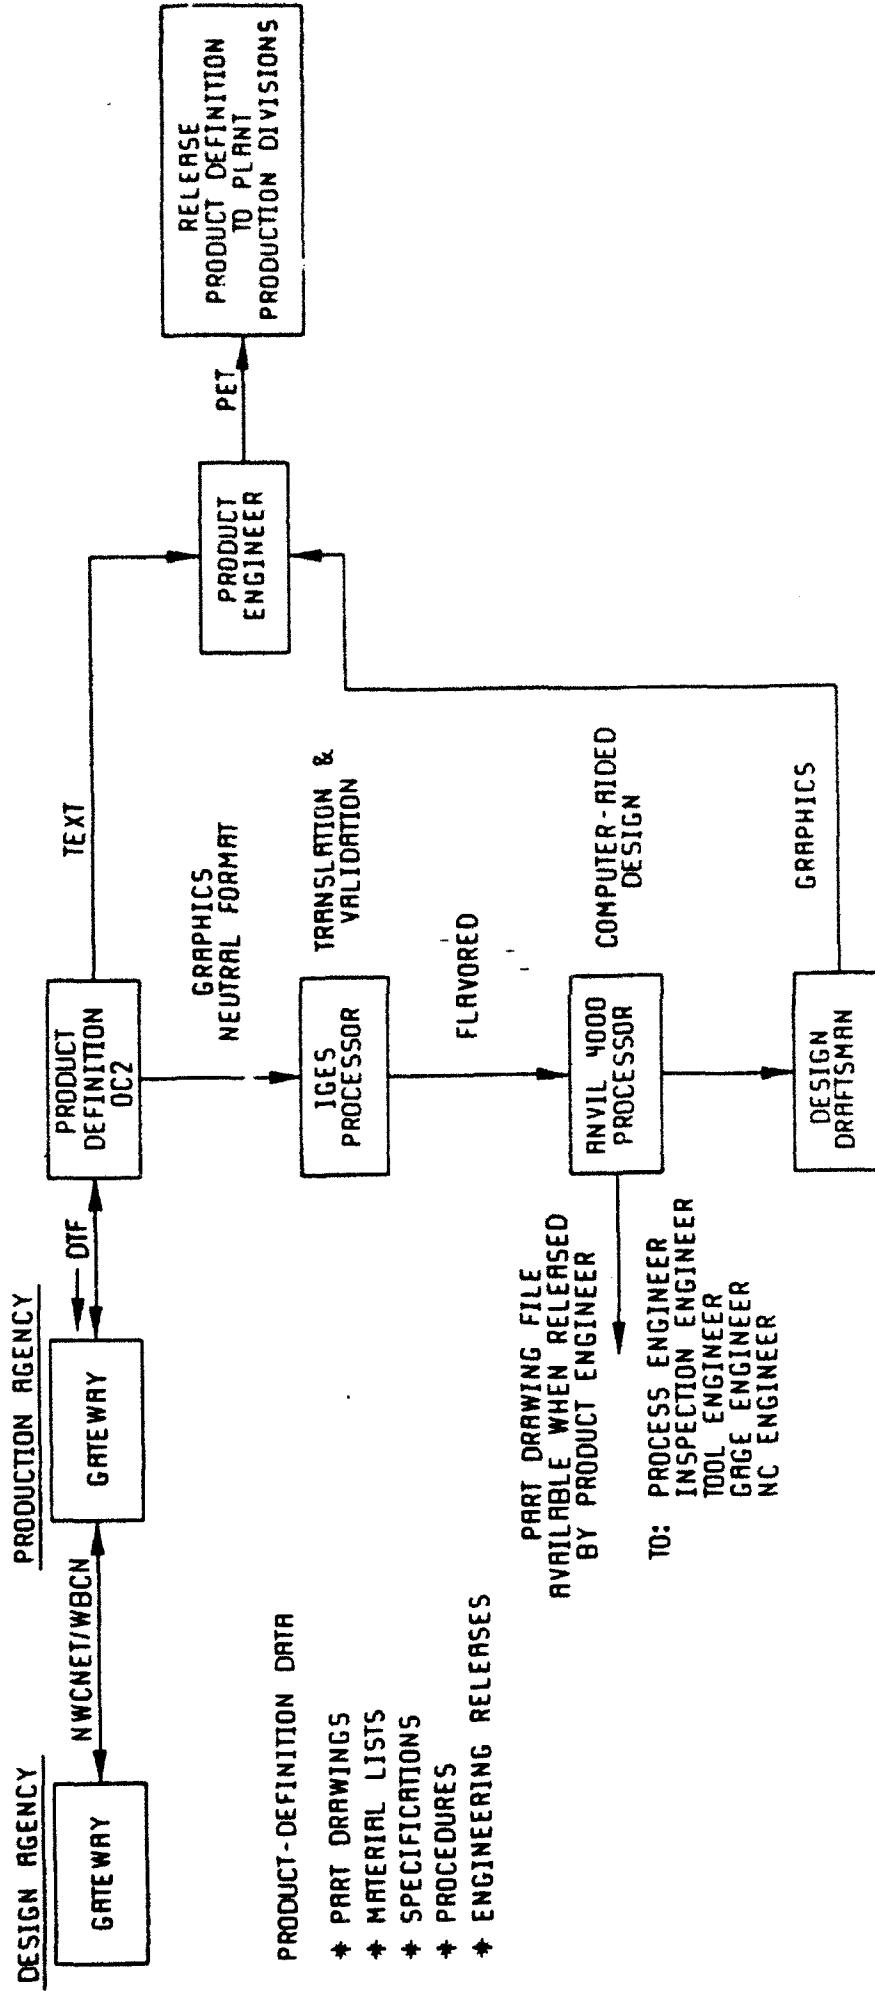 DESIGN AGENCY
GATEWAY
NWCNET/WBCN
PRODUCTION AGENCY
GATEWAY
DTF
PRODUCT
DEFINITION
OC2
TEXT
PRODUCT
ENGINEER
PET
RELEASE
PRODUCT DEFINITION
TO PLANT
PRODUCTION DIVISIONS
GRAPHICS
NEUTRAL FORMAT
IGES
PROCESSOR
TRANSLATION &
VALIDATION
FLAVORED
ANVIL 4000
PROCESSOR
COMPUTER-AIDED
DESIGN
DESIGN
DRAFTSMAN
GRAPHICS
PART DRAWING FILE
AVAILABLE WHEN RELEASED
BY PRODUCT ENGINEER
TO: PROCESS ENGINEER
INSPECTION ENGINEER
TOOL ENGINEER
GAGE ENGINEER
NC ENGINEER
PRODUCT-DEFINITION DATA
* PART DRAWINGS
* MATERIAL LISTS
* SPECIFICATIONS
* PROCEDURES
* ENGINEERING RELEASES